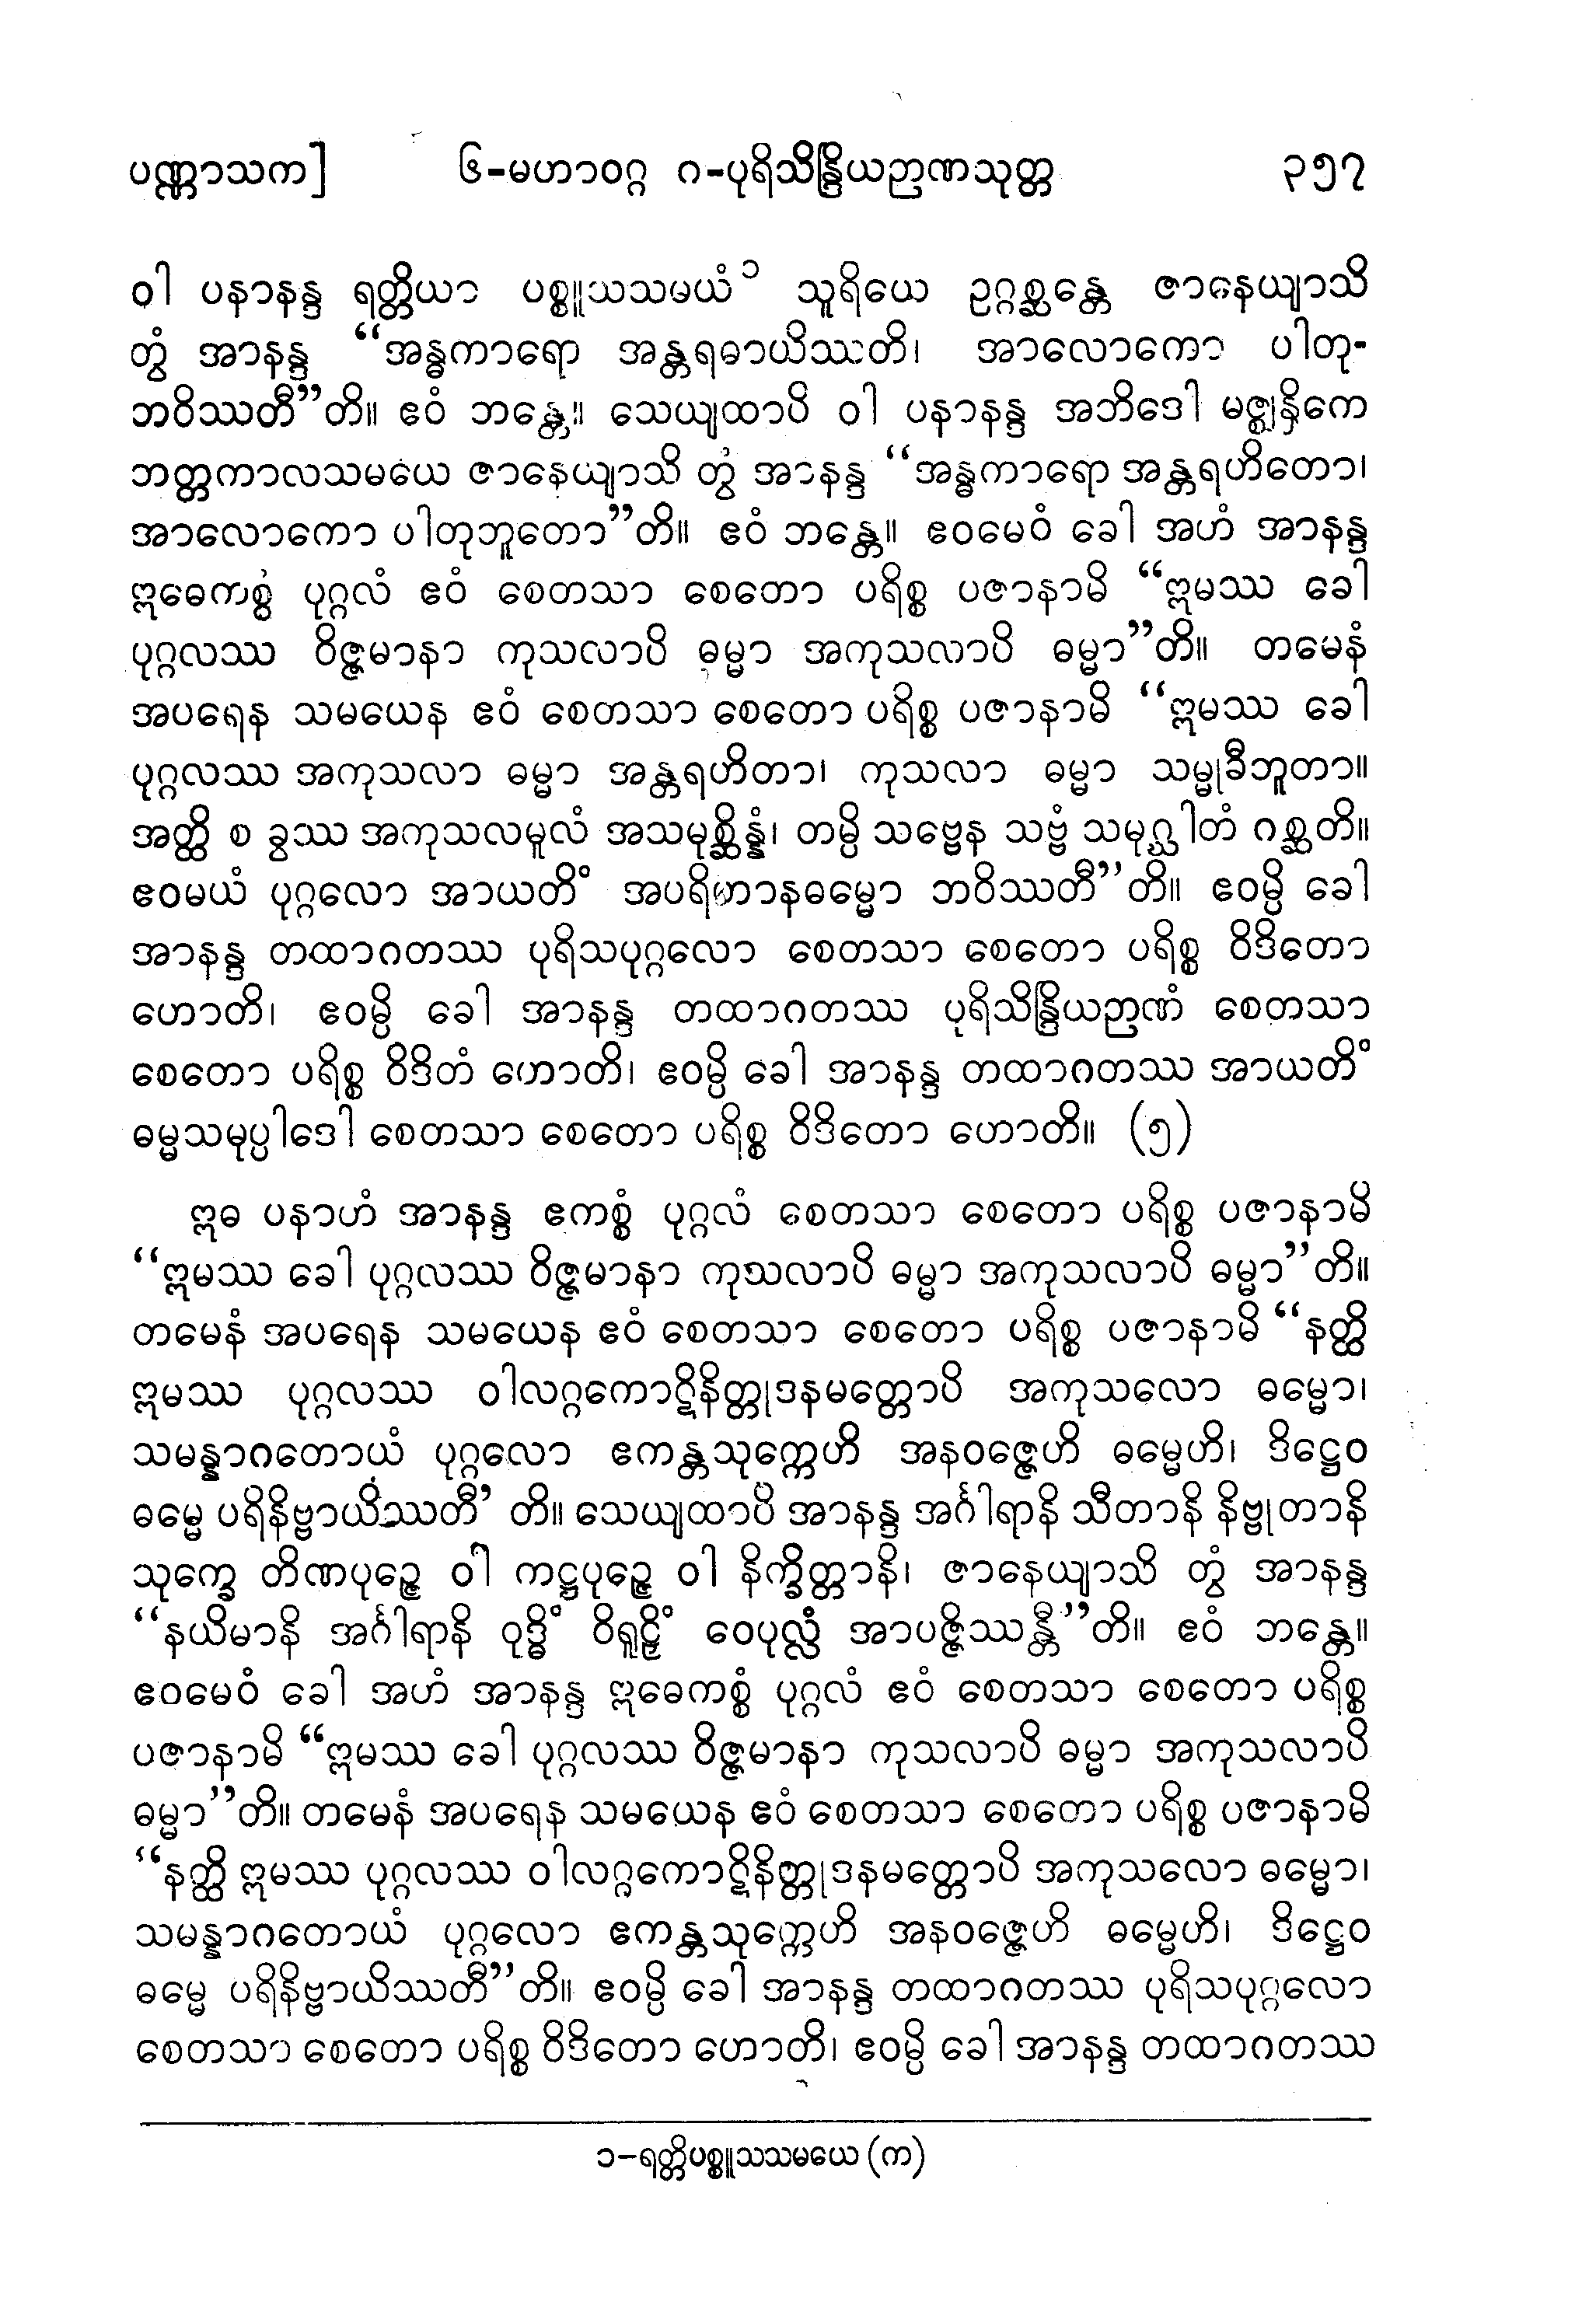 ပဏ္ဏာသက]	၆-မဟာဝဂ္ဂ ဂ-ပုရိသိန္ဒြိယဉာဏသုတ္တ	၃၅၇
ဝါ ပနာနန္ဒ ရတ္တိယာ ပစ္စူသသမယံ ၁ သူရိယေ ဥဂ္ဂစ္ဆန္တေ ဇာနေယျာသိ
တွံ အာနန္ဒ “အန္ဓကာရော အန္တရဓာယိဿတိ၊ အာလောကော ပါတု-
ဘဝိဿတီ”တိ။ ဧဝံ ဘန္တေ။ သေယျထာပိ ဝါ ပနာနန္ဒ အဘိဒေါ မဇ္ဈနှိကေ
ဘတ္တကာလသမယေ ဇာနေယျာသိ တွံ အာနန္ဒ “အန္ဓကာရော အန္တရဟိတော၊
အာလောကော ပါတုဘူတော”တိ။ ဧဝံ ဘန္တေ။ ဧဝမေဝံ ခေါ အဟံ အာနန္ဒ
ဣဓေကစ္စံ ပုဂ္ဂလံ ဧဝံ စေတသာ စေတော ပရိစ္စ ပဇာနာမိ “ဣမဿ ခေါ
ပုဂ္ဂလဿ ဝိဇ္ဇမာနာ ကုသလာပိ ဓမ္မာ အကုသလာပိ ဓမ္မာ”တိ။ တမေနံ
အပရေန သမယေန ဧဝံ စေတသာ စေတော ပရိစ္စ ပဇာနာမိ “ဣမဿ ခေါ
ပုဂ္ဂလဿ အကုသလာ ဓမ္မာ အန္တရဟိတာ၊ ကုသလာ ဓမ္မာ သမ္မုခီဘူတာ။
အတ္ထိ စ ခွဿ အကုသလမူလံ အသမုစ္ဆိန္နံ၊ တမ္ပိ သဗ္ဗေန သဗ္ဗံ သမုဂ္ဃါတံ ဂစ္ဆတိ။
ဧဝမယံ ပုဂ္ဂလော အာယတိံ အပရိဟာနဓမ္မော ဘဝိဿတီ”တိ။ ဧဝမ္ပိ ခေါ
အာနန္ဒ တထာဂတဿ ပုရိသပုဂ္ဂလော စေတသာ စေတော ပရိစ္စ ဝိဒိတော
ဟောတိ၊ ဧဝမ္ပိ ခေါ အာနန္ဒ တထာဂတဿ ပုရိသိန္ဒြိယဉာဏံ စေတသာ
စေတော ပရိစ္စ ဝိဒိတံ ဟောတိ၊ ဧဝမ္ပိ ခေါ အာနန္ဒ တထာဂတဿ အာယတိံ
ဓမ္မသမုပ္ပါဒေါ စေတသာ စေတော ပရိစ္စ ဝိဒိတော ဟောတိ။ (၅)
ဣဓ ပနာဟံ အာနန္ဒ ဧကစ္စံ ပုဂ္ဂလံ စေတသာ စေတော ပရိစ္စ ပဇာနာမိ
“ဣမဿ ခေါ ပုဂ္ဂလဿ ဝိဇ္ဇမာနာ ကုသလာပိ ဓမ္မာ အကုသလာပိ ဓမ္မာ”တိ။
တမေနံ အပရေန သမယေန ဧဝံ စေတသာ စေတော ပရိစ္စ ပဇာနာမိ “နတ္ထိ
ဣမဿ ပုဂ္ဂလဿ ဝါလဂ္ဂကောဋိနိတ္တုဒနမတ္တောပိ အကုသလော ဓမ္မော၊
သမန္နာဂတောယံ ပုဂ္ဂလော ဧကန္တသုက္ကေဟိ အနဝဇ္ဇေဟိ ဓမ္မေဟိ၊ ဒိဋ္ဌေဝ
ဓမ္မေ ပရိနိဗ္ဗာယိဿတီ’ တိ။ သေယျထာပိ အာနန္ဒ အင်္ဂါရာနိ သီတာနိ နိဗ္ဗုတာနိ
သုက္ခေ တိဏပုဉ္ဇေ ဝါ ကဋ္ဌပုဉ္ဇေ ဝါ နိက္ခိတ္တာနိ၊ ဇာနေယျာသိ တွံ အာနန္ဒ
“နယိမာနိ အင်္ဂါရာနိ ဝုဒ္ဓိံ ဝိရူဠှိံ ဝေပုလ္လံ အာပဇ္ဇိဿန္တီ”တိ။ ဧဝံ ဘန္တေ။
ဧဝမေဝံ ခေါ အဟံ အာနန္ဒ ဣဓေကစ္စံ ပုဂ္ဂလံ ဧဝံ စေတသာ စေတော ပရိစ္စ
ပဇာနာမိ “ဣမဿ ခေါ ပုဂ္ဂလဿ ဝိဇ္ဇမာနာ ကုသလာပိ ဓမ္မာ အကုသလာပိ
ဓမ္မာ”တိ။ တမေနံ အပရေန သမယေန ဧဝံ စေတသာ စေတော ပရိစ္စ ပဇာနာမိ
“နတ္ထိ ဣမဿ ပုဂ္ဂလဿ ဝါလဂ္ဂကောဋိနိတ္တုဒနမတ္တောပိ အကုသလော ဓမ္မော၊
သမန္နာဂတောယံ ပုဂ္ဂလော ဧကန္တသုက္ကေဟိ အနဝဇ္ဇေဟိ ဓမ္မေဟိ၊ ဒိဋ္ဌေဝ
ဓမ္မေ ပရိနိဗ္ဗာယိဿတီ”တိ။ ဧဝမ္ပိ ခေါ အာနန္ဒ တထာဂတဿ ပုရိသပုဂ္ဂလော
စေတသာ စေတော ပရိစ္စ ဝိဒိတော ဟောတိ၊ ဧဝမ္ပိ ခေါ အာနန္ဒ တထာဂတဿ
၁-ရတ္တိပစ္စူသသမယေ (က)